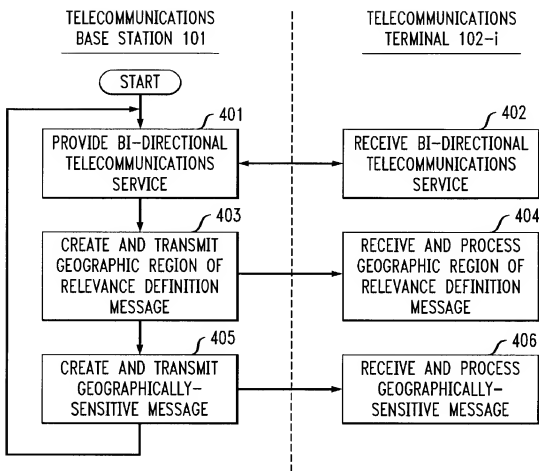 TELECOMMUNICATIONS
BASE STATION 101
TELECOMMUNICATIONS
TERMINAL 102-i
START
401
PROVIDE BI-DIRECTIONAL
TELECOMMUNICATIONS
SERVICE
402
RECEIVE BI-DIRECTIONAL
TELECOMMUNICATIONS
SERVICE
403
CREATE AND TRANSMIT
GEOGRAPHIC REGION OF
RELEVANCE DEFINITION
MESSAGE
404
RECEIVE AND PROCESS
GEOGRAPHIC REGION OF
RELEVANCE DEFINITION
MESSAGE
405
CREATE AND TRANSMIT
GEOGRAPHICALLY-
SENSITIVE MESSAGE
406
RECEIVE AND PROCESS
GEOGRAPHICALLY-
SENSITIVE MESSAGE